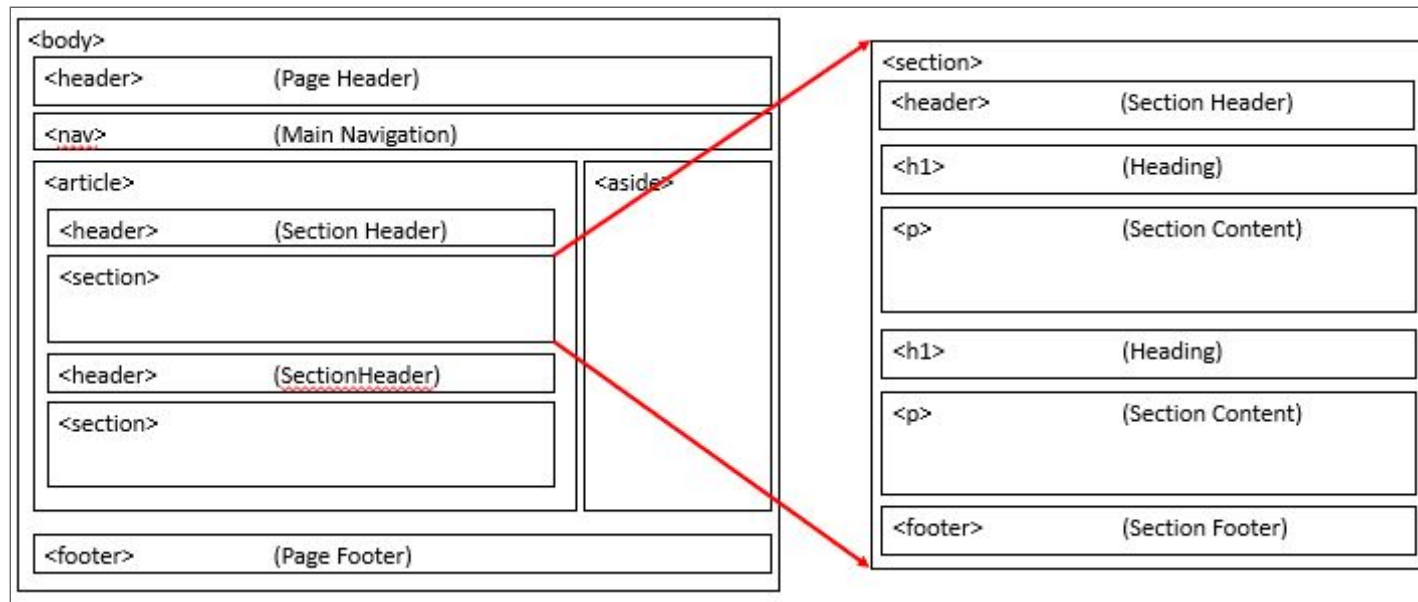 <body>
<header> (Page Header)
<nav> (Main Navigation)
<article>
<aside>
<header> (Section Header)
<section>
<header> (SectionHeader)
<section>
<footer> (Page Footer)
<section>
<header> (Section Header)
<h1> (Heading)
<p> (Section Content)
<h1> (Heading)
<p> (Section Content)
<footer> (Section Footer)